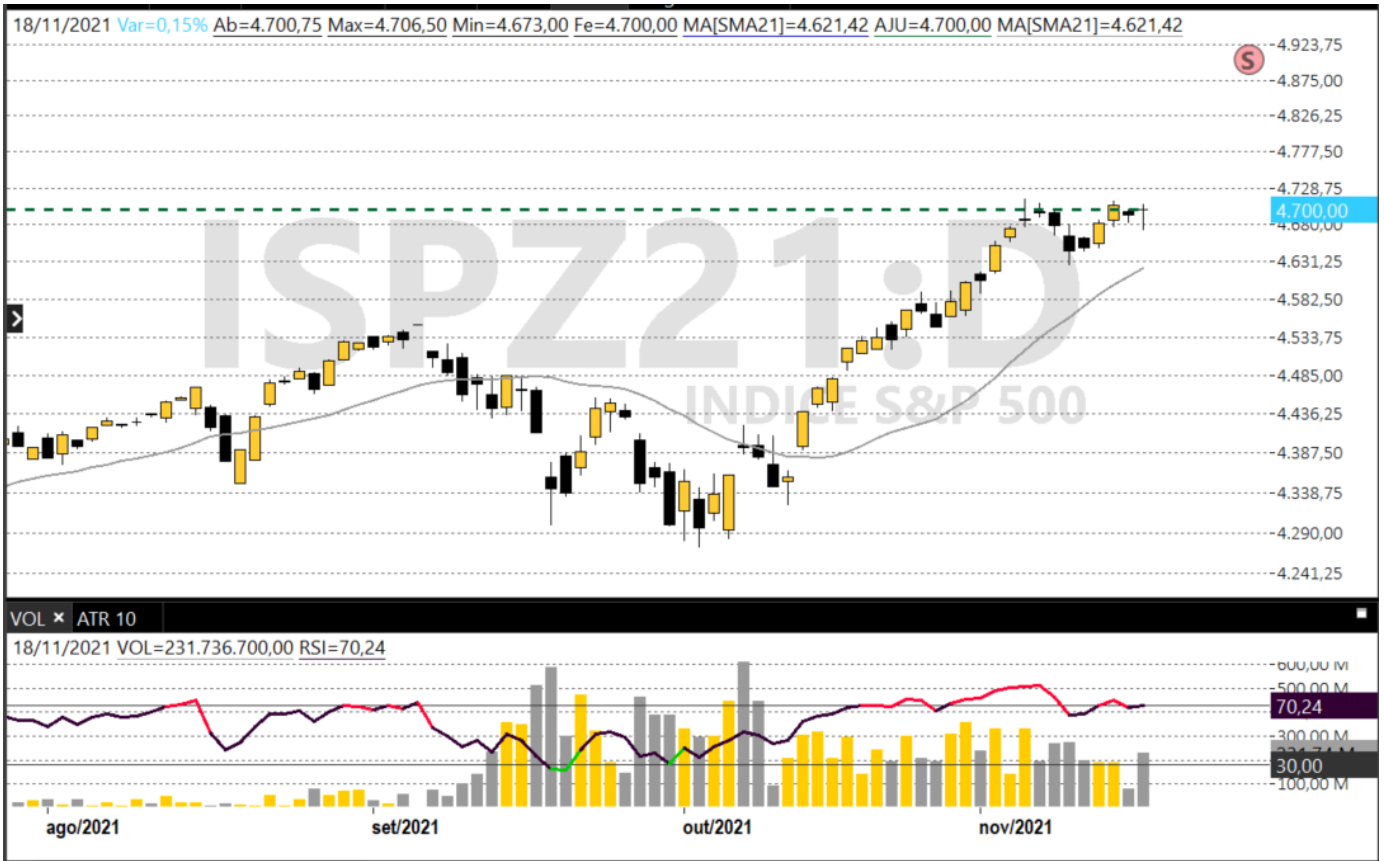 18/11/2021 Var=0,15% Ab=4.700,75 Max=4.706,50 Min=4.673,00 Fe=4.700,00 MA[SMA21]=4.621,42 AJU=4.700,00 MA[SMA21]=4.621,42
S
4.923,75
4.875,00
4.826,25
4.777,50
4.728,75
4.700,00
4.680,00
4.631,25
4.582,50
4.533,75
4.485,00
4.436,25
4.387,50
4.338,75
4.290,00
4.241,25
ISPZ21:D
INDICE S&P 500
VOL × ATR 10
18/11/2021 VOL=231.736.700,00 RSI=70,24
600,00 M
500,00 M
70,24
300,00 M
231,74 M
30,00
100,00 M
ago/2021 set/2021 out/2021 nov/2021